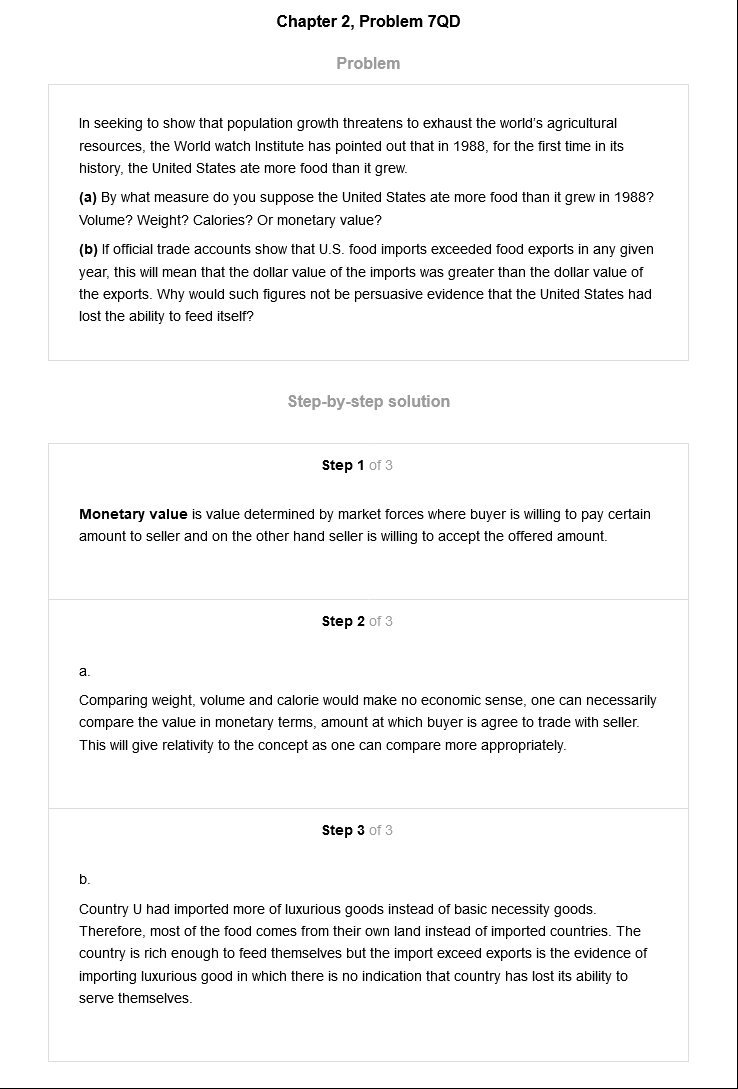 Chapter 2, Problem 7QD
Problem
In seeking to show that population growth threatens to exhaust the world's agricultural
resources, the World watch Institute has pointed out that in 1988, for the first time in its
history, the United States ate more food than it grew.
(a) By what measure do you suppose the United States ate more food than it grew in 1988?
Volume? Weight? Calories? Or monetary value?
(b) If official trade accounts show that U.S. food imports exceeded food exports in any given
year, this will mean that the dollar value of the imports was greater than the dollar value of
the exports. Why would such figures not be persuasive evidence that the United States had
lost the ability to feed itself?
Step-by-step solution
Step 1 of 3
Monetary value is value determined by market forces where buyer is willing to pay certain
amount to seller and on the other hand seller is willing to accept the offered amount.
Step 2 of 3
a.
Comparing weight, volume and calorie would make no economic sense, one can necessarily
compare the value in monetary terms, amount at which buyer is agree to trade with seller.
This will give relativity to the concept as one can compare more appropriately.
Step 3 of 3
b.
Country U had imported more of luxurious goods instead of basic necessity goods.
Therefore, most of the food comes from their own land instead of imported countries. The
country is rich enough to feed themselves but the import exceed exports is the evidence of
importing luxurious good in which there is no indication that country has lost its ability to
serve themselves.